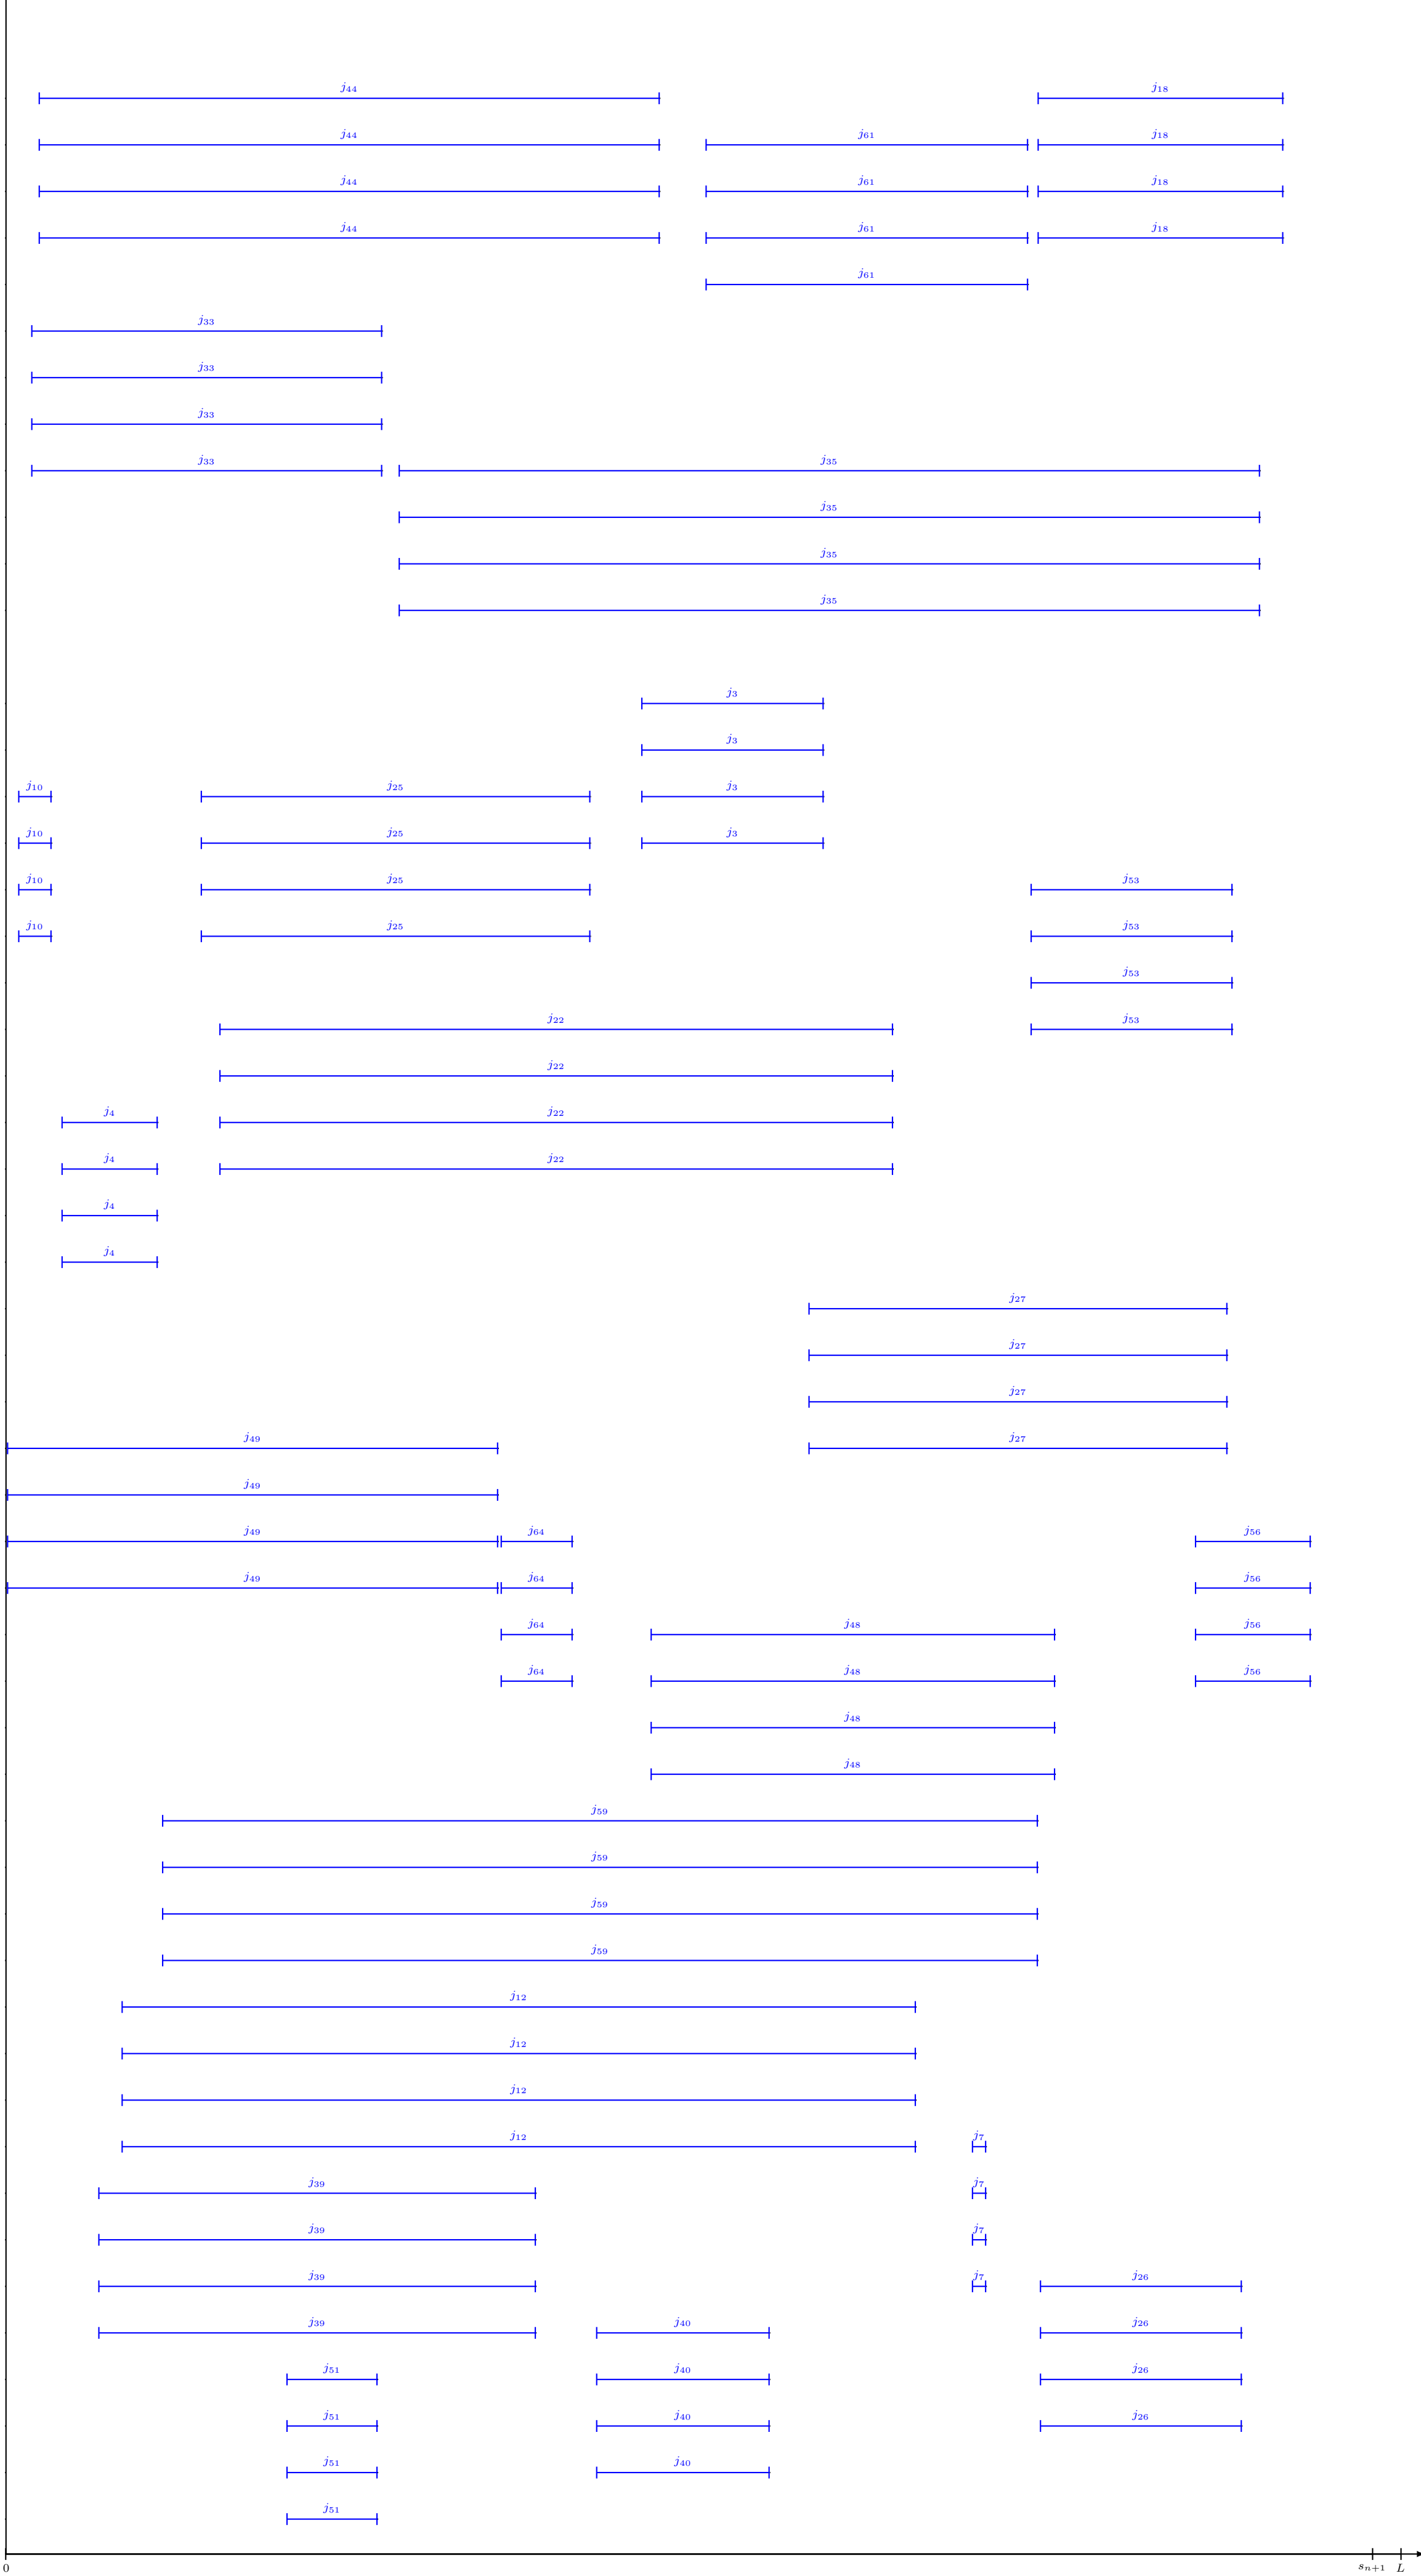 j₄₄ j₁₈
j₄₄ j₆₁ j₁₈
j₄₄ j₆₁ j₁₈
j₄₄ j₆₁ j₁₈
j₆₁
j₃₃
j₃₃
j₃₃
j₃₃ j₃₅
j₃₅
j₃₅
j₃₅
j₃
j₃
j₁₀ j₂₅ j₃
j₁₀ j₂₅ j₃
j₁₀ j₂₅ j₅₃
j₁₀ j₂₅ j₅₃
j₅₃
j₂₂ j₅₃
j₂₂
j₄ j₂₂
j₄ j₂₂
j₄
j₄
j₂₇
j₂₇
j₂₇
j₄₉ j₂₇
j₄₉
j₄₉ j₆₄ j₅₆
j₄₉ j₆₄ j₅₆
j₆₄ j₄₈ j₅₆
j₆₄ j₄₈ j₅₆
j₄₈
j₄₈
j₅₉
j₅₉
j₅₉
j₅₉
j₁₂
j₁₂
j₁₂
j₁₂ j₇
j₃₉ j₇
j₃₉ j₇
j₃₉ j₇ j₂₆
j₃₉ j₄₀ j₂₆
j₅₁ j₄₀ j₂₆
j₅₁ j₄₀ j₂₆
j₅₁ j₄₀
j₅₁
0 sₙ₊₁ L